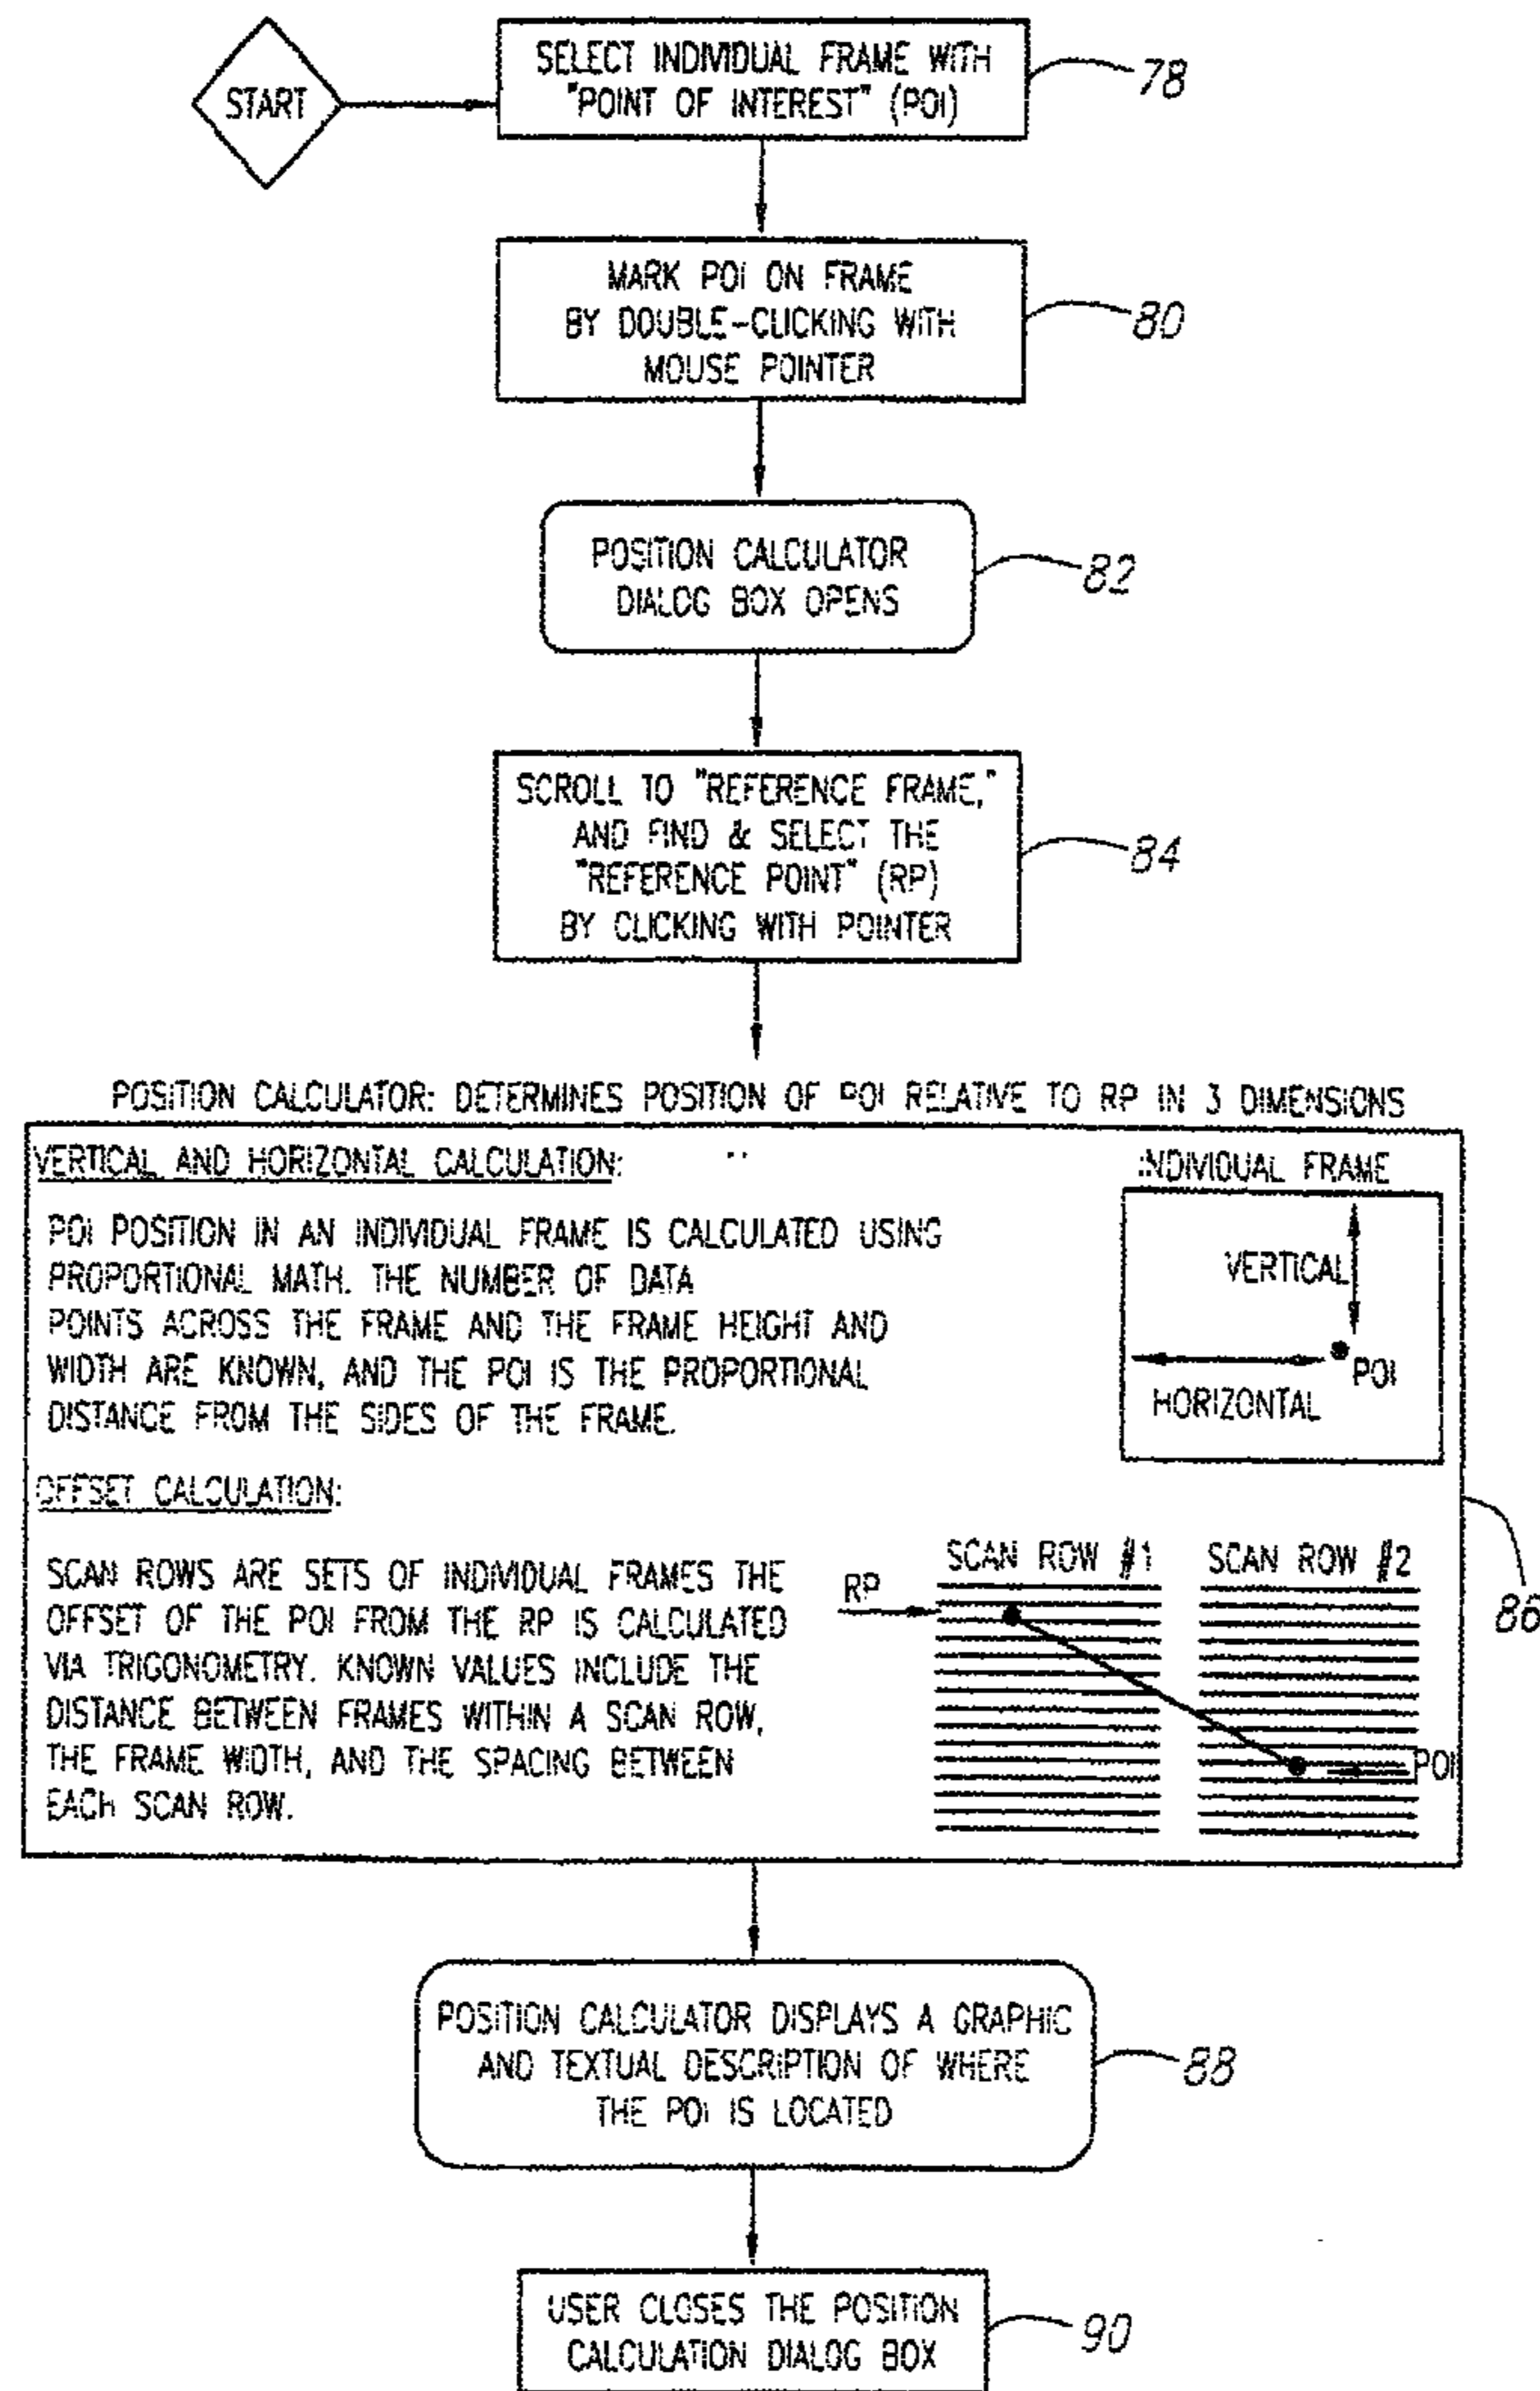 START
SELECT INDIVIDUAL FRAME WITH
"POINT OF INTEREST" (POI)
78
MARK POI ON FRAME
BY DOUBLE-CLICKING WITH
MOUSE POINTER
80
POSITION CALCULATOR
DIALOG BOX OPENS
82
SCROLL TO "REFERENCE FRAME,"
AND FIND & SELECT THE
"REFERENCE POINT" (RP)
BY CLICKING WITH POINTER
84
POSITION CALCULATOR: DETERMINES POSITION OF POI RELATIVE TO RP IN 3 DIMENSIONS
VERTICAL AND HORIZONTAL CALCULATION:
POI POSITION IN AN INDIVIDUAL FRAME IS CALCULATED USING
PROPORTIONAL MATH. THE NUMBER OF DATA
POINTS ACROSS THE FRAME AND THE FRAME HEIGHT AND
WIDTH ARE KNOWN, AND THE POI IS THE PROPORTIONAL
DISTANCE FROM THE SIDES OF THE FRAME.
INDIVIDUAL FRAME
VERTICAL
POI
HORIZONTAL
OFFSET CALCULATION:
SCAN ROWS ARE SETS OF INDIVIDUAL FRAMES THE
OFFSET OF THE POI FROM THE RP IS CALCULATED
VIA TRIGONOMETRY. KNOWN VALUES INCLUDE THE
DISTANCE BETWEEN FRAMES WITHIN A SCAN ROW,
THE FRAME WIDTH, AND THE SPACING BETWEEN
EACH SCAN ROW.
SCAN ROW #1
SCAN ROW #2
RP
POI
86
POSITION CALCULATOR DISPLAYS A GRAPHIC
AND TEXTUAL DESCRIPTION OF WHERE
THE POI IS LOCATED
88
USER CLOSES THE POSITION
CALCULATION DIALOG BOX
90